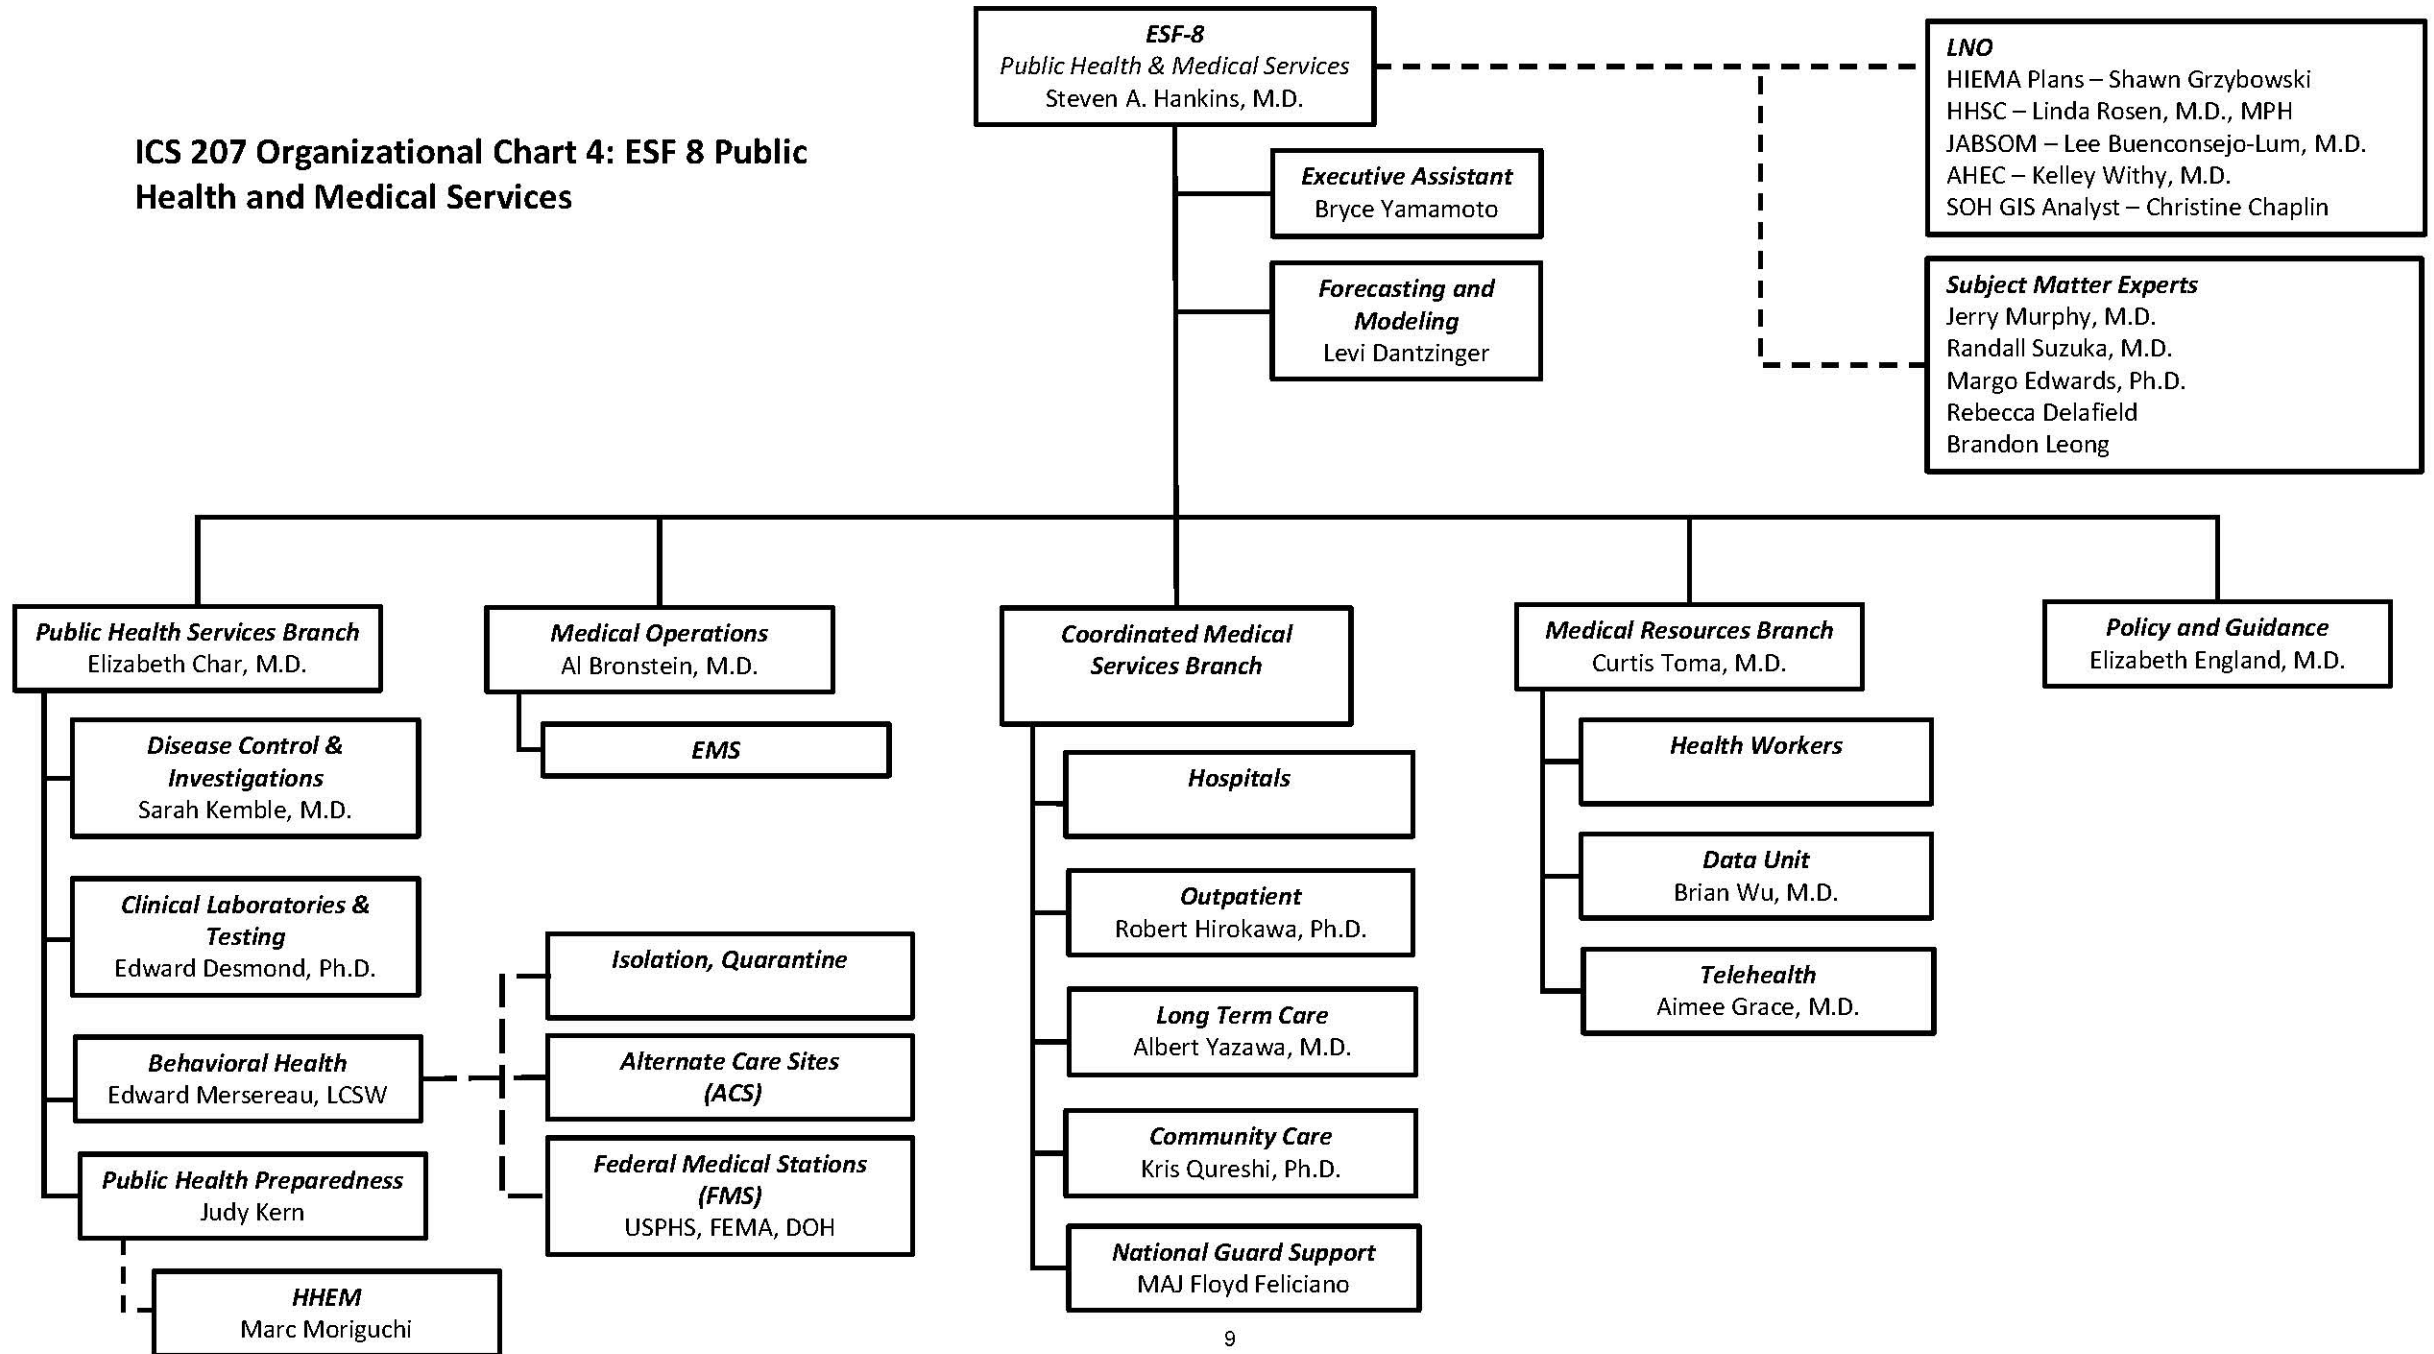 ESF-8
Public Health & Medical Services
Steven A. Hankins, M.D.
LNO
HIEMA Plans – Shawn Grzybowski
HHSC – Linda Rosen, M.D., MPH
JABSOM – Lee Buenconsejo-Lum, M.D.
AHEC – Kelley Withy, M.D.
SOH GIS Analyst – Christine Chaplin
ICS 207 Organizational Chart 4: ESF 8 Public
Health and Medical Services
Executive Assistant
Bryce Yamamoto
Forecasting and
Modeling
Levi Dantzinger
Subject Matter Experts
Jerry Murphy, M.D.
Randall Suzuka, M.D.
Margo Edwards, Ph.D.
Rebecca Delafield
Brandon Leong
Public Health Services Branch
Elizabeth Char, M.D.
Disease Control &
Investigations
Sarah Kemble, M.D.
Clinical Laboratories &
Testing
Edward Desmond, Ph.D.
Behavioral Health
Edward Mersereau, LCSW
Public Health Preparedness
Judy Kern
HHEM
Marc Moriguchi
Isolation, Quarantine
Alternate Care Sites
(ACS)
Federal Medical Stations
(FMS)
USPHS, FEMA, DOH
Medical Operations
Al Bronstein, M.D.
EMS
Coordinated Medical
Services Branch
Hospitals
Outpatient
Robert Hirokawa, Ph.D.
Long Term Care
Albert Yazawa, M.D.
Community Care
Kris Qureshi, Ph.D.
National Guard Support
MAJ Floyd Feliciano
Medical Resources Branch
Curtis Toma, M.D.
Health Workers
Data Unit
Brian Wu, M.D.
Telehealth
Aimee Grace, M.D.
Policy and Guidance
Elizabeth England, M.D.
9